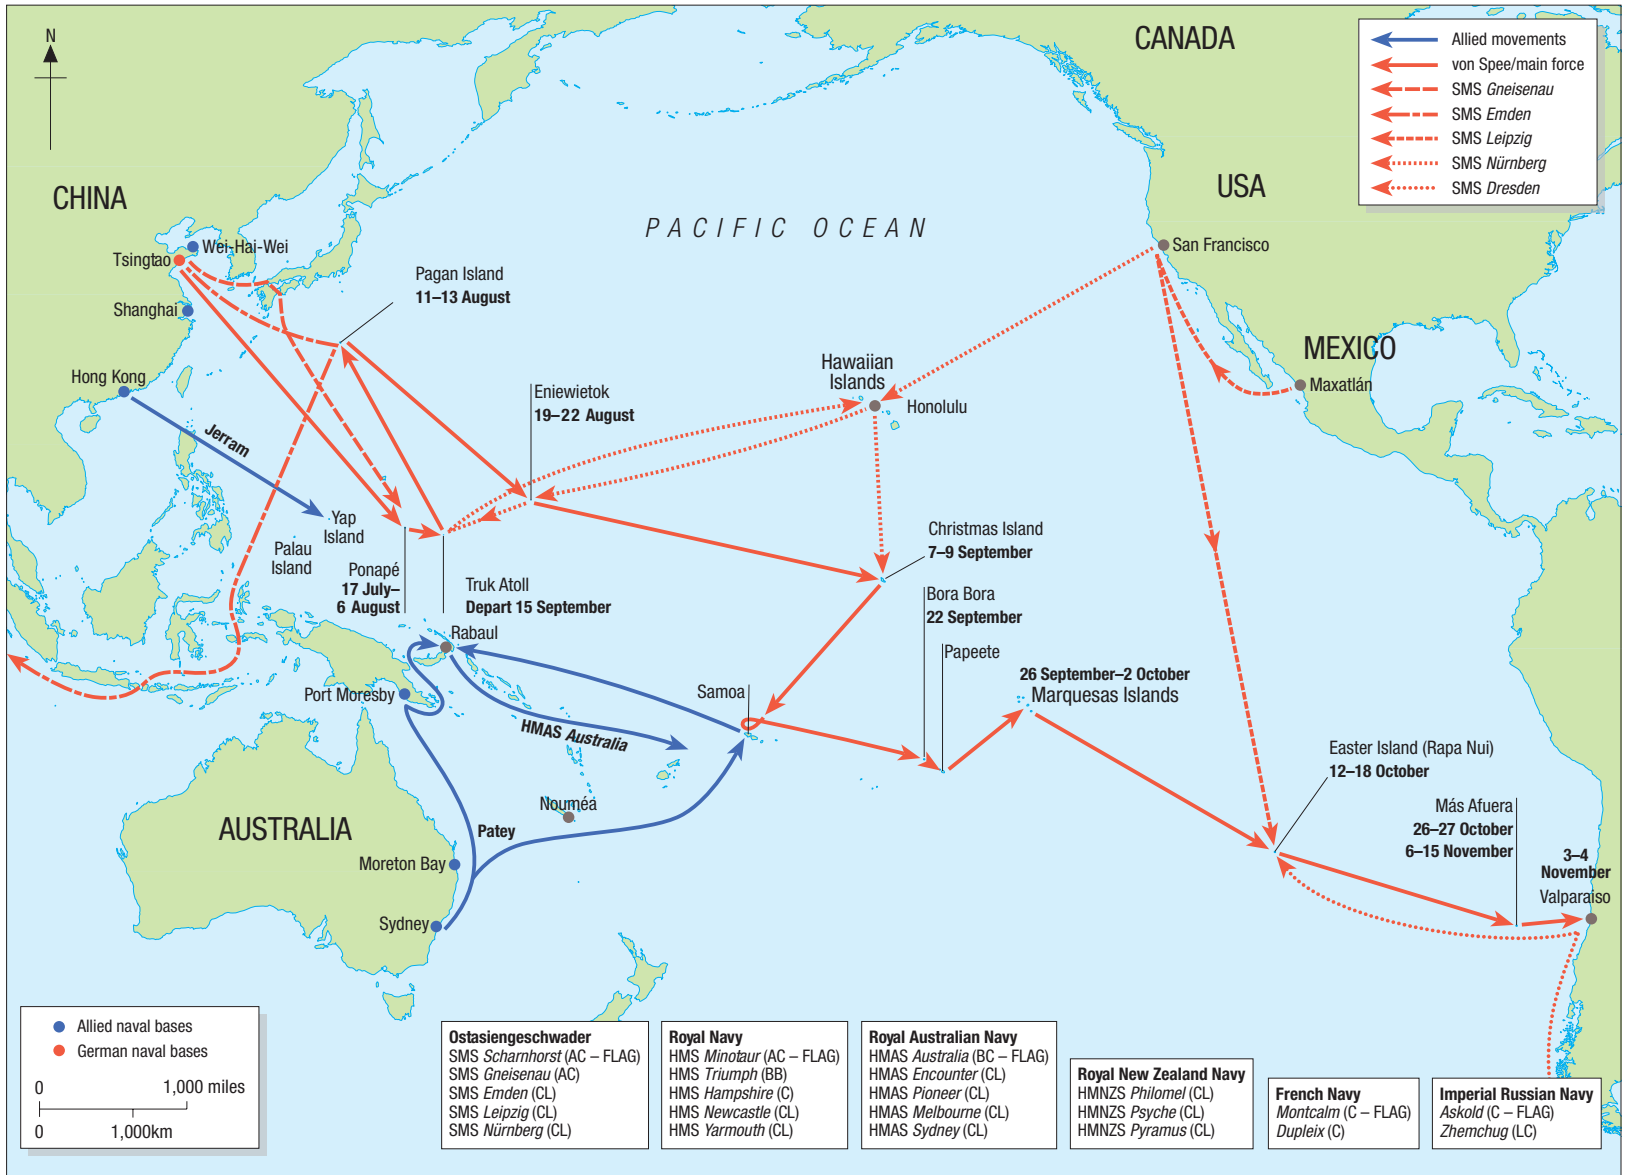 N
CANADA
Allied movements
von Spee/main force
SMS Gneisenau
SMS Emden
SMS Leipzig
SMS Nürnberg
SMS Dresden
CHINA
USA
PACIFIC OCEAN
Wei-Hai-Wei
Tsingtao
San Francisco
Pagan Island
11–13 August
Shanghai
MEXICO
Hawaiian
Islands
Hong Kong
Maxatlán
Eniewietok
19–22 August
Honolulu
Jerram
Yap
Island
Palau
Island
Christmas Island
7–9 September
Ponapé
17 July–
6 August
Truk Atoll
Depart 15 September
Bora Bora
22 September
Rabaul
Papeete
26 September–2 October
Marquesas Islands
Port Moresby
Samoa
HMAS Australia
Easter Island (Rapa Nui)
12–18 October
Nouméa
Más Afuera
26–27 October
6–15 November
AUSTRALIA
Patey
Moreton Bay
3–4
November
Valparaiso
Sydney
Allied naval bases
German naval bases
0 1,000 miles
0 1,000km
Ostasiengeschwader
SMS Scharnhorst (AC – FLAG)
SMS Gneisenau (AC)
SMS Emden (CL)
SMS Leipzig (CL)
SMS Nürnberg (CL)
Royal Navy
HMS Minotaur (AC – FLAG)
HMS Triumph (BB)
HMS Hampshire (C)
HMS Newcastle (CL)
HMS Yarmouth (CL)
Royal Australian Navy
HMAS Australia (BC – FLAG)
HMAS Encounter (CL)
HMAS Pioneer (CL)
HMAS Melbourne (CL)
HMAS Sydney (CL)
Royal New Zealand Navy
HMNZS Philomel (CL)
HMNZS Psyche (CL)
HMNZS Pyramus (CL)
French Navy
Montcalm (C – FLAG)
Dupleix (C)
Imperial Russian Navy
Askold (C – FLAG)
Zhemchug (LC)